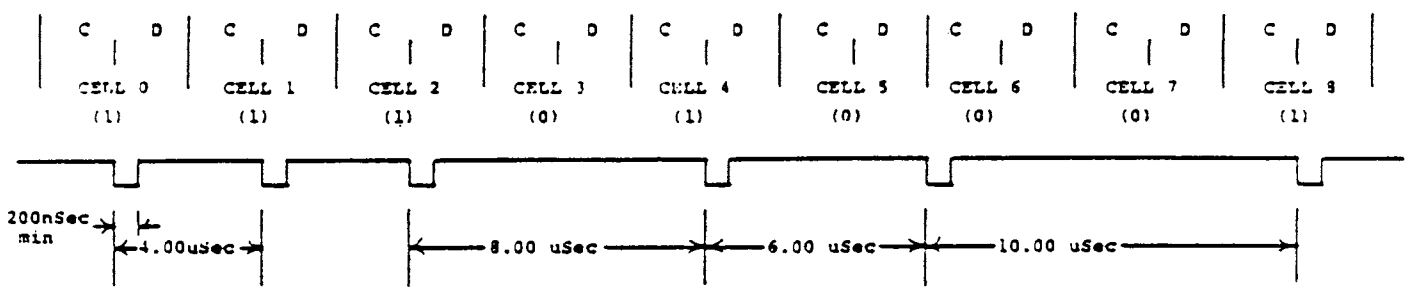 C D C D C D C D C D C D C D C D C D
CELL 0 CELL 1 CELL 2 CELL 3 CELL 4 CELL 5 CELL 6 CELL 7 CELL 8
(1) (1) (1) (0) (1) (0) (0) (0) (1)
200nSec
min
4.00uSec 8.00 uSec 6.00 uSec 10.00 uSec